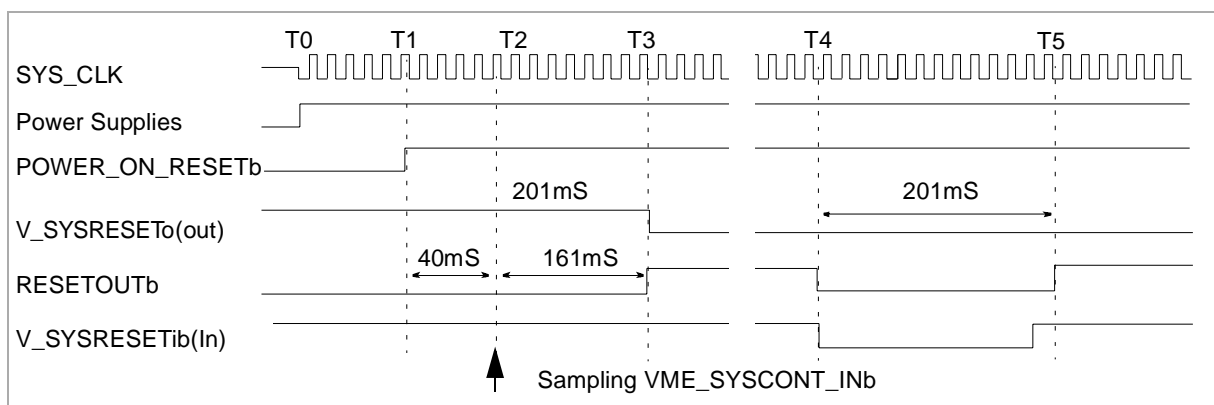 T0 T1 T2 T3 T4 T5
SYS_CLK
Power Supplies
POWER_ON_RESETb
201mS 201mS
V_SYSRESETo(out)
40mS 161mS
RESETOUTb
V_SYSRESETib(In)
Sampling VME_SYSCONT_INb